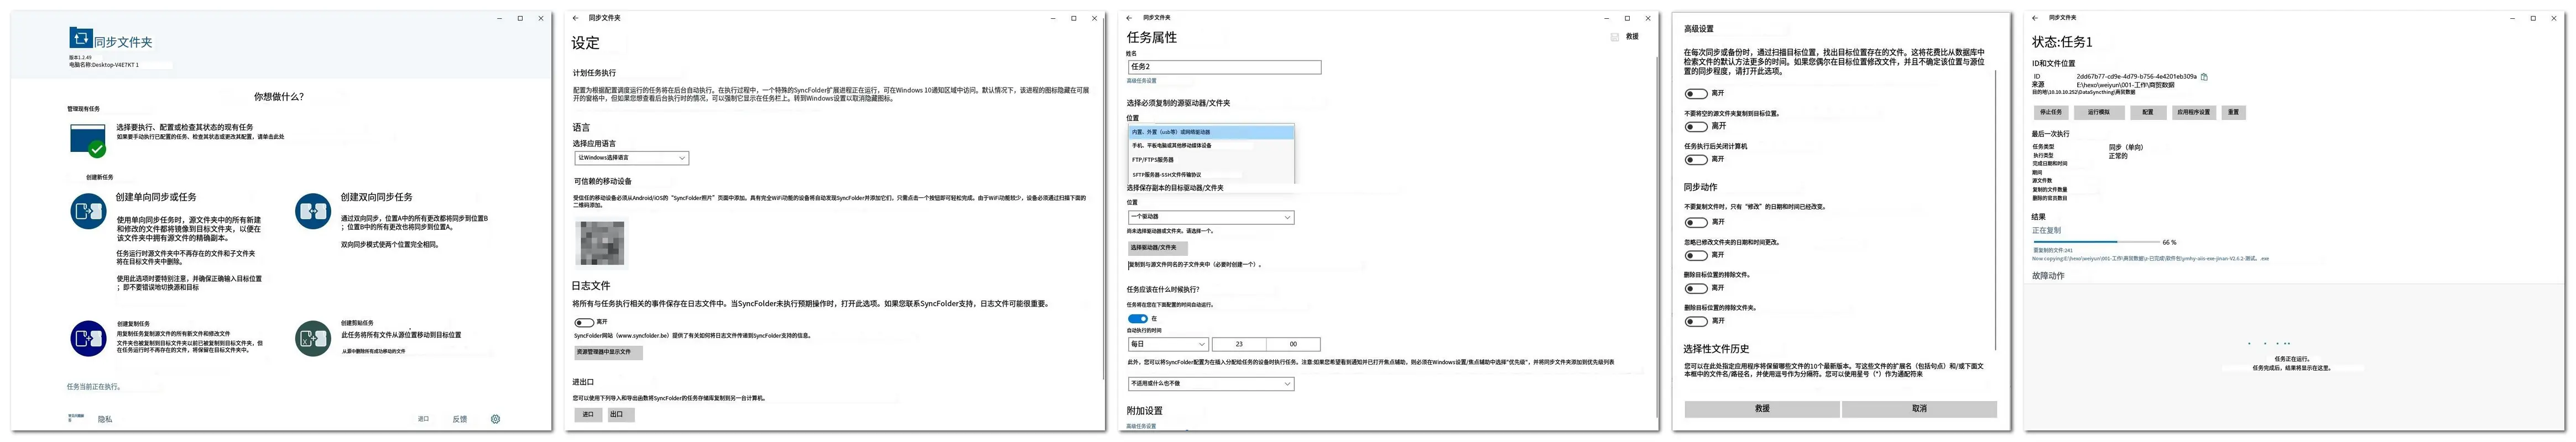 同步文件夹
版本1.2.49
电脑名称:Desktop-V4E7KT 1
你想做什么？
管理现有任务
选择要执行、配置或检查其状态的现有任务
如果要手动执行已配置的任务、检查其状态或更改其配置，请单击此处
创建新任务
创建单向同步或任务
使用单向同步任务时，源文件夹中的所有新建
和修改的文件都将镜像到目标文件夹，以便在
该文件夹中拥有源文件的精确副本。
任务运行时源文件夹中不再存在的文件和子文件夹
将在目标文件夹中删除。
使用此选项时要特别注意，并确保正确输入目标位置
；即不要错误地切换源和目标
创建双向同步任务
通过双向同步，位置A中的所有更改都将同步到位置B
；位置B中的所有更改也将同步到位置A。
双向同步模式使两个位置完全相同。
创建复制任务
用复制任务复制源文件的所有新文件和修改文件
文件夹也被复制到目标文件夹以前已被复制到目标文件夹，但
在任务运行时不再存在的文件，将保留在目标文件夹中。
创建剪贴任务
此任务将所有文件从源位置移动到目标位置
从源中删除所有成功移动的文件
任务当前正在执行。
隐私
进口
反馈
同步文件夹
设定
计划任务执行
配置为根据配置调度运行的任务将在后台自动执行。在执行过程中，一个特殊的SyncFolder扩展进程正在运行，可在Windows 10通知区域中访问。默认情况下，该进程的图标隐藏在可展
开的窗格中，但如果您想查看后台执行时的情况，可以强制它显示在任务栏上。转到Windows设置以取消隐藏图标。
语言
选择应用语言
让Windows选择语言
可信赖的移动设备
受信任的移动设备必须从Android/iOS的“SyncFolder照片”页面中添加。具有完全WiFi功能的设备将自动发现SyncFolder并添加它们，只需点击一个按钮即可轻松完成。由于WiFi功能较少，设备必须通过扫描下面的
二维码添加。
日志文件
将所有与任务执行相关的事件保存在日志文件中。当SyncFolder未执行预期操作时，打开此选项。如果您联系SyncFolder支持，日志文件可能很重要。
离开
SyncFolder网站（www.syncfolder.be）提供了有关如何将日志文件传递到SyncFolder支持的信息。
资源管理器中显示文件
进出口
您可以使用下列导入和导出函数将SyncFolder的任务存储库复制到另一台计算机。
进口
出口
同步文件夹
任务属性
救援
姓名
任务2
高级任务设置
选择必须复制的源驱动器/文件夹
位置
内置、外置（usb等）或网络驱动器
手机、平板电脑或其他移动媒体设备
FTP/FTPS服务器
SFTP服务器-SSH文件传输协议
选择保存副本的目标驱动器/文件夹
位置
一个驱动器
尚未选择驱动器或文件夹。请选择一个。
选择驱动器/文件夹
复制到与源文件同名的子文件夹中（必要时创建一个）。
任务应该在什么时候执行？
任务将在您在下面配置的时间自动运行。
在
自动执行的时间
每日
23
00
此外，您可以将SyncFolder配置为在插入分配给任务的设备时执行任务。注意:如果您希望看到通知并已打开焦点辅助，则必须在Windows设置/焦点辅助中选择“优先级”，并将同步文件夹添加到优先级列表
不适用或什么也不做
附加设置
高级任务设置
高级设置
在每次同步或备份时，通过扫描目标位置，找出目标位置存在的文件。这将花费比从数据库中
检索文件的默认方法更多的时间。如果您偶尔在目标位置修改文件，并且不确定该位置与源位
置的同步程度，请打开此选项。
离开
不要将空的源文件夹复制到目标位置。
离开
任务执行后关闭计算机
离开
同步动作
不要复制文件时，只有“修改”的日期和时间已经改变。
离开
忽略已修改文件夹的日期和时间更改。
离开
删除目标位置的排除文件。
离开
删除目标位置的排除文件夹。
离开
选择性文件历史
您可以在此处指定应用程序将保留哪些文件的10个最新版本。写这些文件的扩展名（包括句点）和/或下面文
本框中的文件名/路径名，并使用逗号作为分隔符。您可以使用星号（*）作为通配符来
救援
取消
同步文件夹
状态:任务1
ID和文件位置
ID 2dd67b77-cd9e-4d79-b756-4e4201eb309a
来源 E:\hexo\weiyun\001-工作\商贸数据
目的地\10.10.10.252\DataSyncthing\商贸数据
停止任务
运行模拟
配置
应用程序设置
重置
最后一次执行
任务类型 同步（单向）
执行类型 正常的
完成日期和时间
期间
源文件数
复制的文件数量
删除的成员数目
结果
正在复制
66 %
要复制的文件:241
故障动作
任务正在运行。
任务完成后，结果将显示在这里。